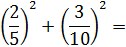 (2/5)² + (3/10)² =